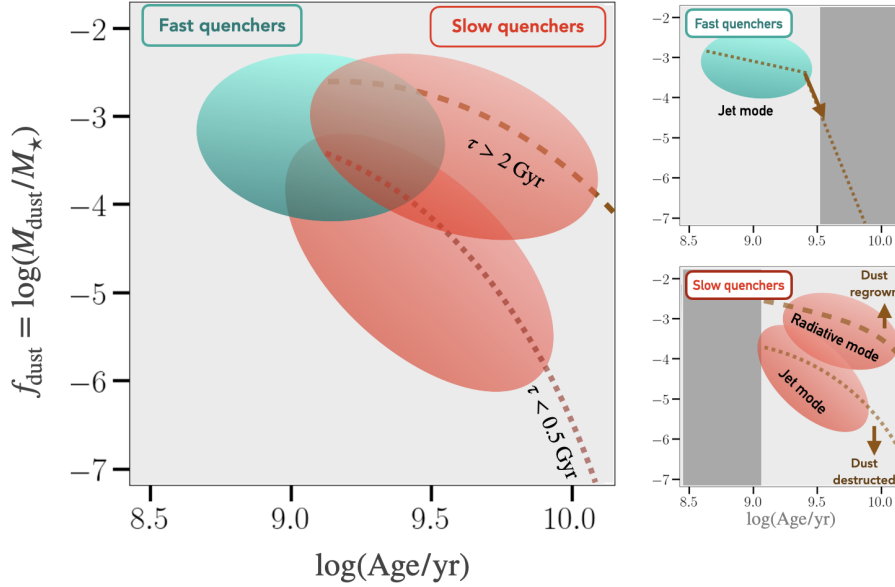 Fast quenchers
Slow quenchers
−2
−3
−4
−5
−6
−7
f_dust = log(M_dust/M_⋆)
τ > 2 Gyr
τ < 0.5 Gyr
8.5
9.0
9.5
10.0
log(Age/yr)
Fast quenchers
−2
−3
−4
−5
−6
−7
Jet mode
8.5
9.0
9.5
10.0
Slow quenchers
Dust
regrown
−2
−3
−4
−5
−6
−7
Radiative mode
Jet mode
Dust
destructed
8.5
9.0
9.5
10.0
log(Age/yr)